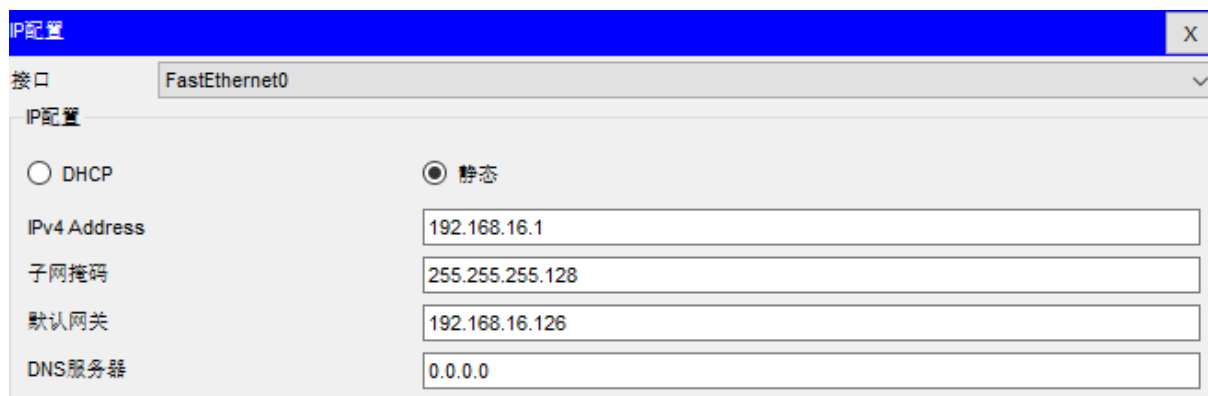 IP配置 X
接口 FastEthernet0
IP配置
DHCP 静态
IPv4 Address 192.168.16.1
子网掩码 255.255.255.128
默认网关 192.168.16.126
DNS服务器 0.0.0.0